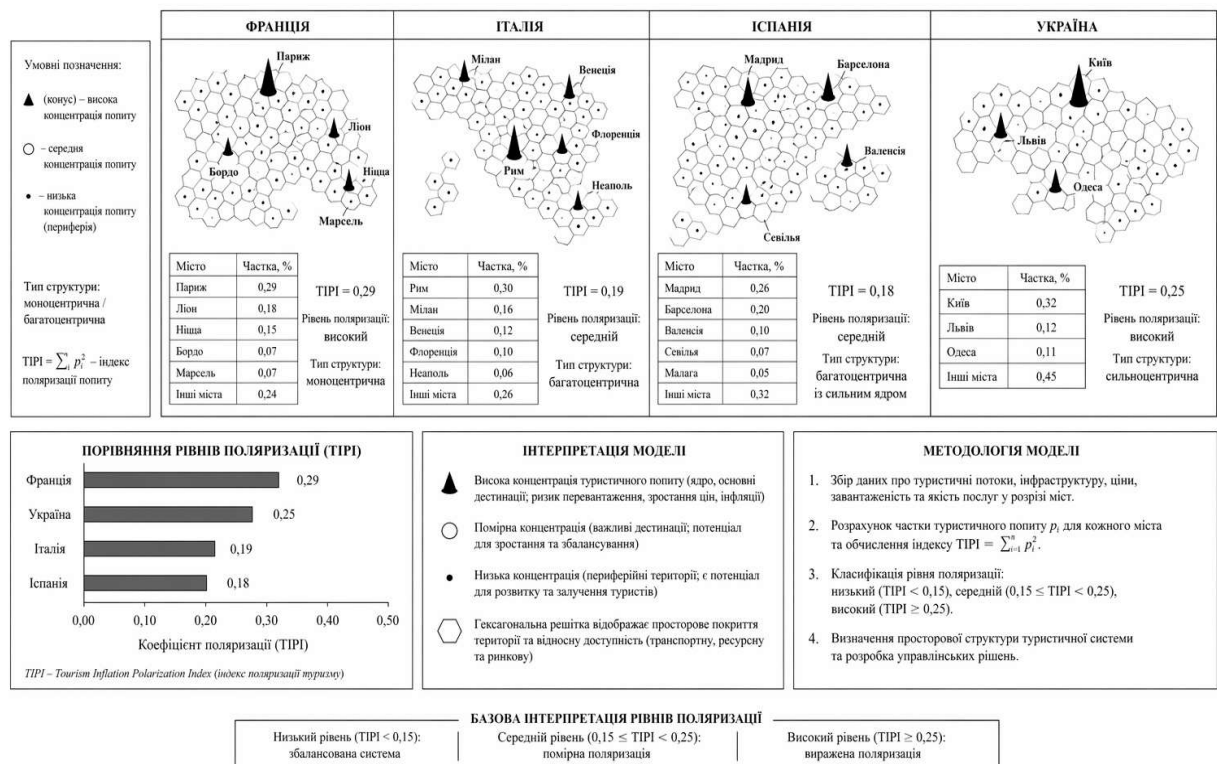 ФРАНЦІЯ
ІТАЛІЯ
ІСПАНІЯ
УКРАЇНА
Умовні позначення:
(конус) – висока
концентрація попиту
– середня
концентрація попиту
– низька
концентрація попиту
(периферія)
Тип структури:
моноцентрична /
багатоцентрична
TIPI = ∑ᵢ pᵢ² – індекс
поляризації попиту
Париж
Ліон
Бордо
Ніцца
Марсель
Місто Частка, %
Париж 0,29
Ліон 0,18
Ніцца 0,15
Бордо 0,07
Марсель 0,07
Інші міста 0,24
TIPI = 0,29
Рівень поляризації:
високий
Тип структури:
моноцентрична
Мілан
Венеція
Флоренція
Рим
Неаполь
Місто Частка, %
Рим 0,30
Мілан 0,16
Венеція 0,12
Флоренція 0,10
Неаполь 0,06
Інші міста 0,26
TIPI = 0,19
Рівень поляризації:
середній
Тип структури:
багатоцентрична
Мадрид
Барселона
Валенсія
Севілья
Місто Частка, %
Мадрид 0,26
Барселона 0,20
Валенсія 0,10
Севілья 0,07
Малага 0,05
Інші міста 0,32
TIPI = 0,18
Рівень поляризації:
середній
Тип структури:
багатоцентрична
із сильним ядром
Київ
Львів
Одеса
Місто Частка, %
Київ 0,32
Львів 0,12
Одеса 0,11
Інші міста 0,45
TIPI = 0,25
Рівень поляризації:
високий
Тип структури:
сильноцентрична
ПОРІВНЯННЯ РІВНІВ ПОЛЯРИЗАЦІЇ (TIPI)
Франція 0,29
Україна 0,25
Італія 0,19
Іспанія 0,18
0,00 0,10 0,20 0,30 0,40 0,50
Коефіцієнт поляризації (TIPI)
TIPI – Tourism Inflation Polarization Index (індекс поляризації туризму)
ІНТЕРПРЕТАЦІЯ МОДЕЛІ
Висока концентрація туристичного попиту (ядро, основні
дестинації; ризик перевантаження, зростання цін, інфляції)
Помірна концентрація (важливі дестинації; потенціал
для зростання та збалансування)
Низька концентрація (периферійні території; є потенціал
для розвитку та залучення туристів)
Гексагональна решітка відображає просторове покриття
території та відносну доступність (транспортну, ресурсну
та ринкову)
МЕТОДОЛОГІЯ МОДЕЛІ
1. Збір даних про туристичні потоки, інфраструктуру, ціни,
завантаженість та якість послуг у розрізі міст.
2. Розрахунок частки туристичного попиту pᵢ для кожного міста
та обчислення індексу TIPI = ∑ⁿᵢ₌₁ pᵢ².
3. Класифікація рівня поляризації:
низький (TIPI < 0,15), середній (0,15 ≤ TIPI < 0,25),
високий (TIPI ≥ 0,25).
4. Визначення просторової структури туристичної системи
та розробка управлінських рішень.
БАЗОВА ІНТЕРПРЕТАЦІЯ РІВНІВ ПОЛЯРИЗАЦІЇ
Низький рівень (TIPI < 0,15):
збалансована система
Середній рівень (0,15 ≤ TIPI < 0,25):
помірна поляризація
Високий рівень (TIPI ≥ 0,25):
виражена поляризація